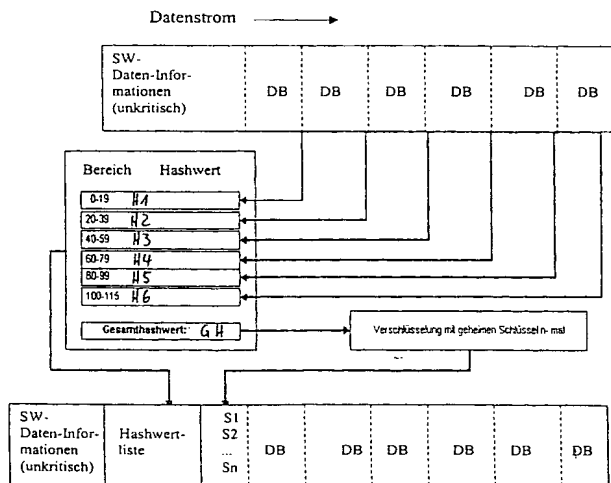 Datenstrom
SW-
Daten-Infor-
mationen
(unkritisch)
DB DB DB DB DB DB
Bereich Hashwert
0-19 H1
20-39 H2
40-59 H3
60-79 H4
80-99 H5
100-115 H6
Gesamthashwert: GH
Verschlüsselung mit geheimen Schlüssel n- mal
SW-
Daten-Infor-
mationen
(unkritisch)
Hashwert-
liste
S1
S2
...
Sn
DB DB DB DB DB DB